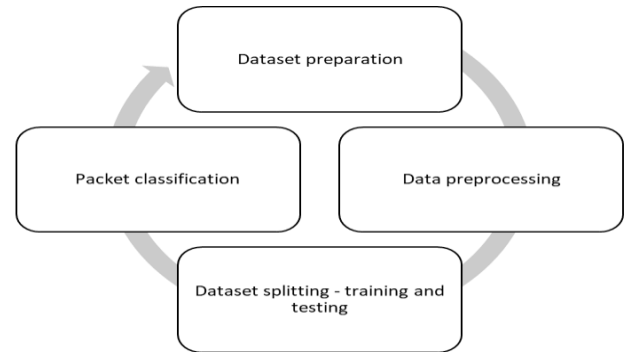 Dataset preparation
Packet classification
Data preprocessing
Dataset splitting - training and
testing